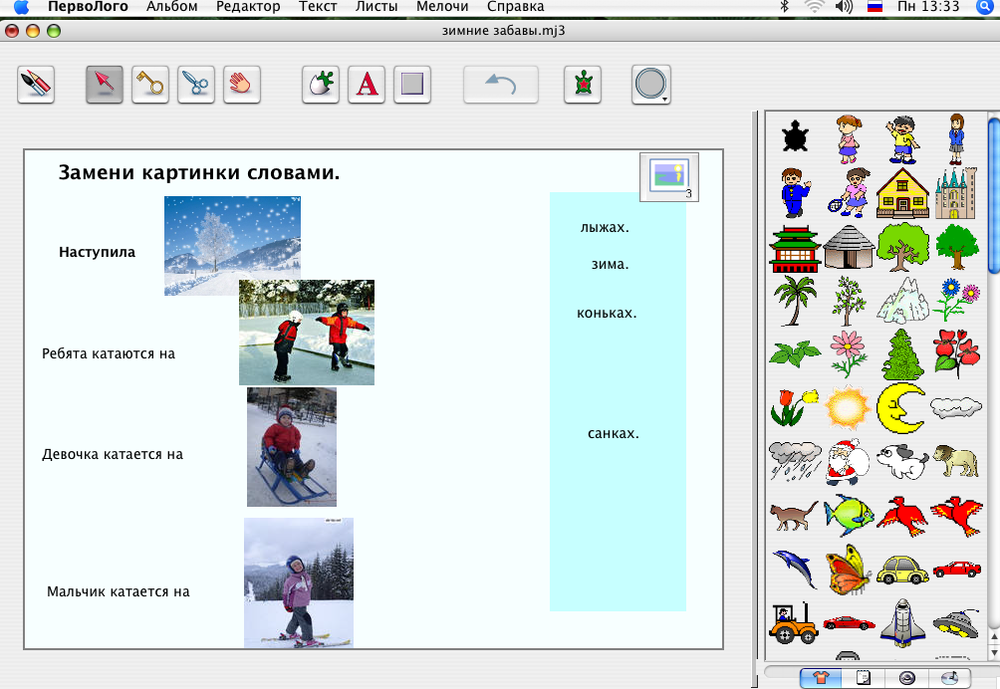 ПервоЛого Альбом Редактор Текст Листы Мелочи Справка Пн 13:33
зимние забавы.mj3
Замени картинки словами.
3
Наступила
лыжах.
зима.
коньках.
Ребята катаются на
санках.
Девочка катается на
Мальчик катается на